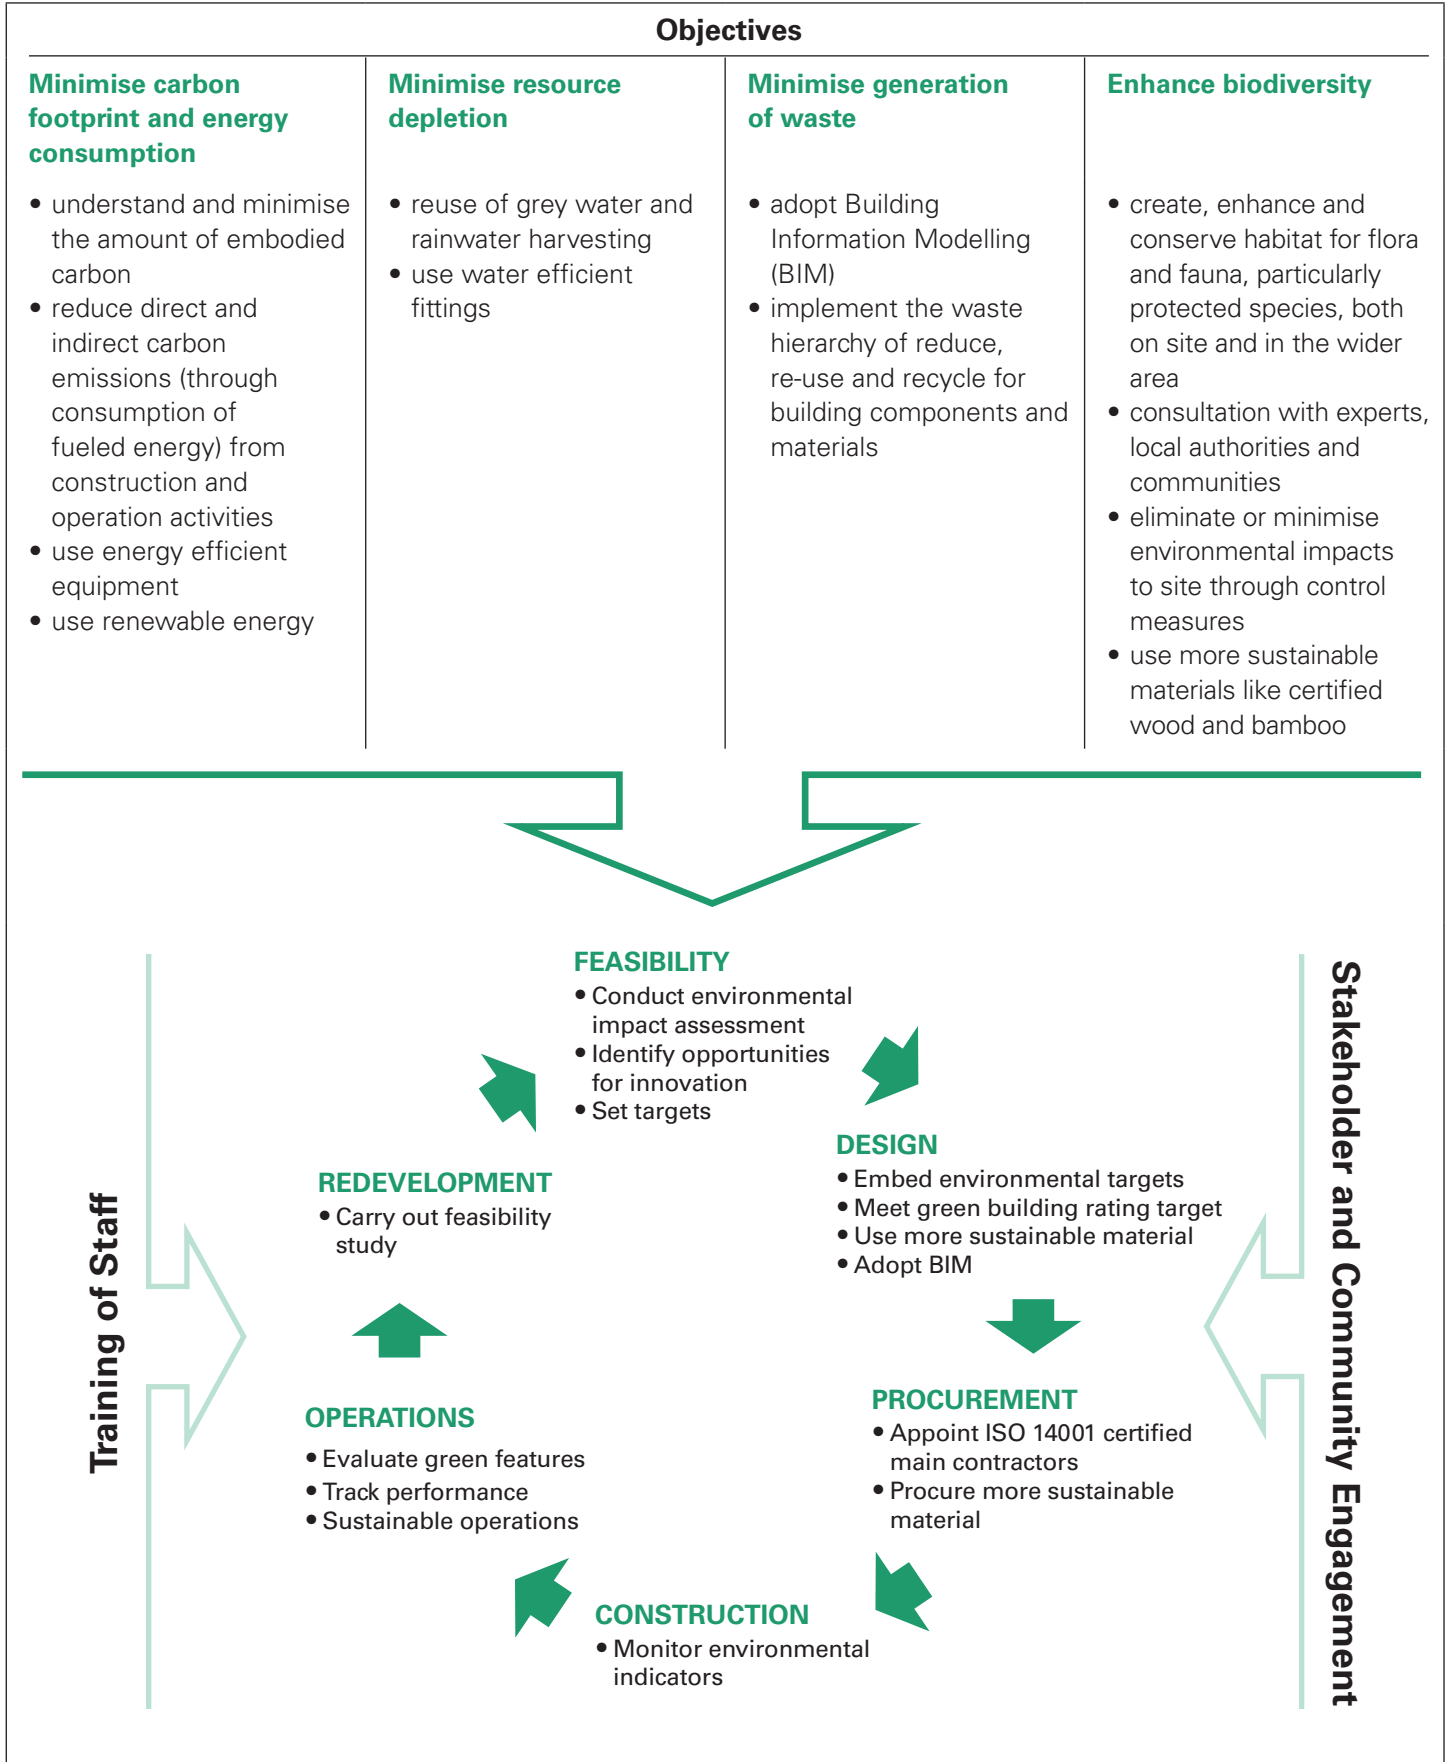 Objectives
Minimise carbon
footprint and energy
consumption
• understand and minimise
the amount of embodied
carbon
• reduce direct and
indirect carbon
emissions (through
consumption of
fueled energy) from
construction and
operation activities
• use energy efficient
equipment
• use renewable energy
Minimise resource
depletion
• reuse of grey water and
rainwater harvesting
• use water efficient
fittings
Minimise generation
of waste
• adopt Building
Information Modelling
(BIM)
• implement the waste
hierarchy of reduce,
re-use and recycle for
building components and
materials
Enhance biodiversity
• create, enhance and
conserve habitat for flora
and fauna, particularly
protected species, both
on site and in the wider
area
• consultation with experts,
local authorities and
communities
• eliminate or minimise
environmental impacts
to site through control
measures
• use more sustainable
materials like certified
wood and bamboo
FEASIBILITY
• Conduct environmental
impact assessment
• Identify opportunities
for innovation
• Set targets
DESIGN
• Embed environmental targets
• Meet green building rating target
• Use more sustainable material
• Adopt BIM
PROCUREMENT
• Appoint ISO 14001 certified
main contractors
• Procure more sustainable
material
CONSTRUCTION
• Monitor environmental
indicators
OPERATIONS
• Evaluate green features
• Track performance
• Sustainable operations
REDEVELOPMENT
• Carry out feasibility
study
Training of Staff
Stakeholder and Community Engagement